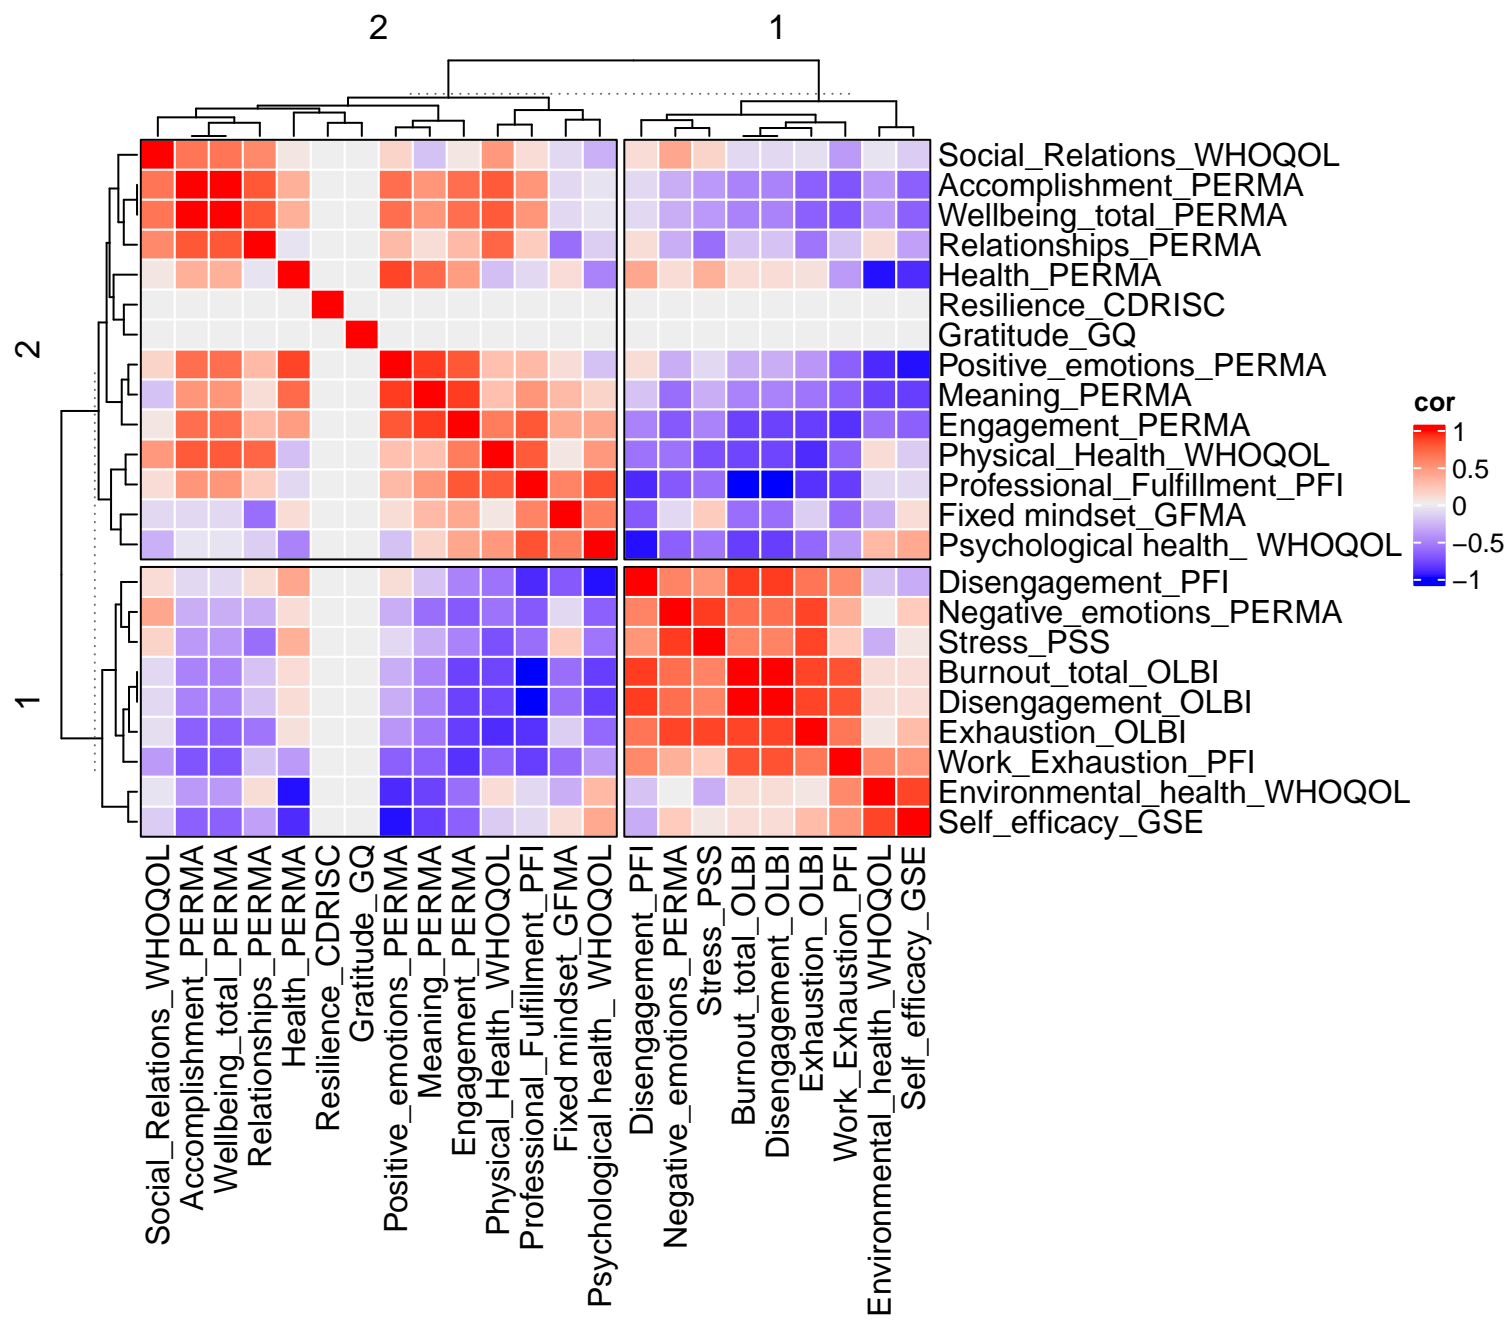 2 1
Social_Relations_WHOQOL
Accomplishment_PERMA
Wellbeing_total_PERMA
Relationships_PERMA
Health_PERMA
Resilience_CDRISC
Gratitude_GQ
Positive_emotions_PERMA
Meaning_PERMA
Engagement_PERMA
Physical_Health_WHOQOL
Professional_Fulfillment_PFI
Fixed mindset_GFMA
Psychological health_ WHOQOL
2
Disengagement_PFI
Negative_emotions_PERMA
Stress_PSS
Burnout_total_OLBI
Disengagement_OLBI
Exhaustion_OLBI
Work_Exhaustion_PFI
Environmental_health_WHOQOL
Self_efficacy_GSE
1
cor
1
0.5
0
−0.5
−1
Social_Relations_WHOQOL
Accomplishment_PERMA
Wellbeing_total_PERMA
Relationships_PERMA
Health_PERMA
Resilience_CDRISC
Gratitude_GQ
Positive_emotions_PERMA
Meaning_PERMA
Engagement_PERMA
Physical_Health_WHOQOL
Professional_Fulfillment_PFI
Fixed mindset_GFMA
Psychological health_ WHOQOL
Disengagement_PFI
Negative_emotions_PERMA
Stress_PSS
Burnout_total_OLBI
Disengagement_OLBI
Exhaustion_OLBI
Work_Exhaustion_PFI
Environmental_health_WHOQOL
Self_efficacy_GSE